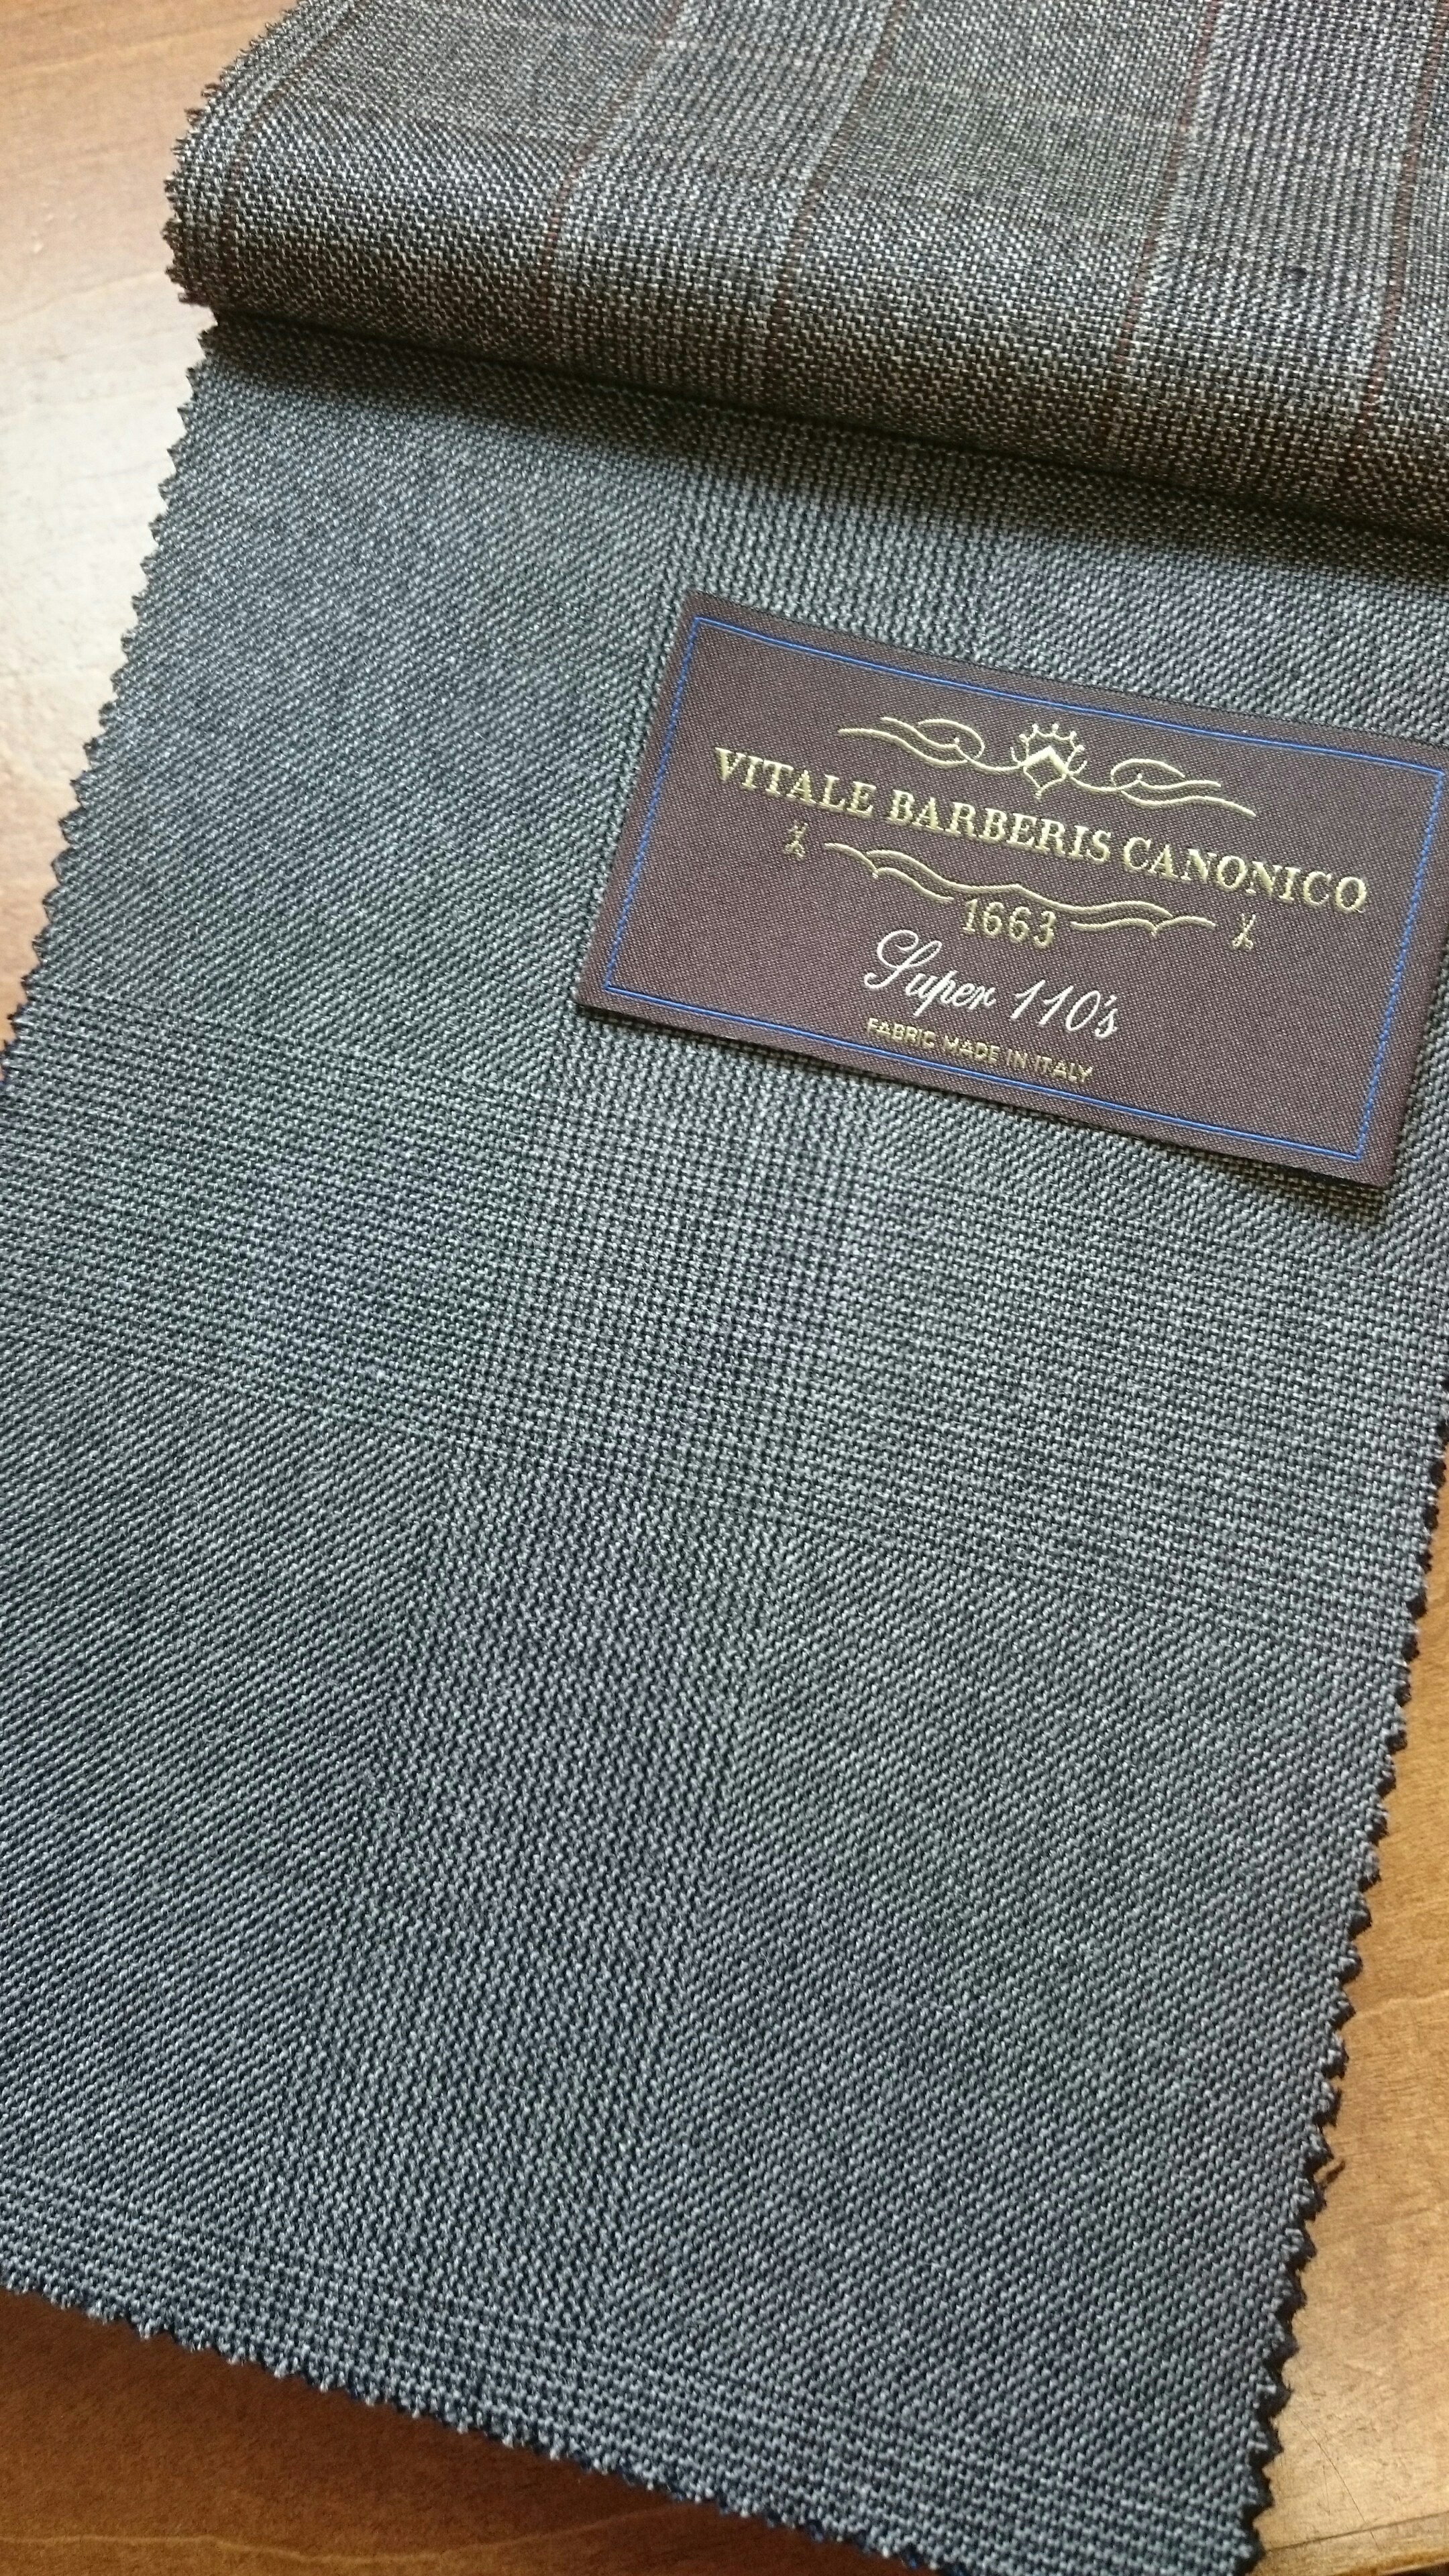 VITALE BARBERIS CANONICO
1663
Super 110's
FABRIC MADE IN ITALY